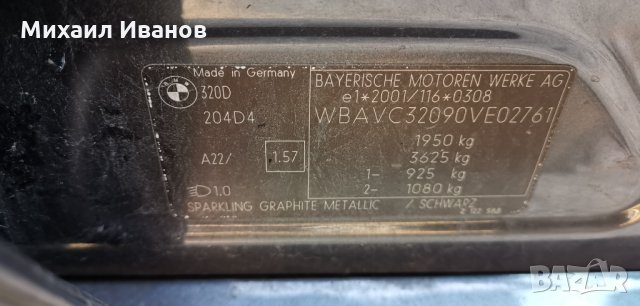 Михаил Иванов
Made in Germany
320D
204D4
A22/ 1.57
1.0
BAYERISCHE MOTOREN WERKE AG
e1*2001/116*0308
WBAVC32090VE02761
1950 kg
3625 kg
1- 925 kg
2- 1080 kg
SPARKLING GRAPHITE METALLIC / SCHWARZ
BAZAR